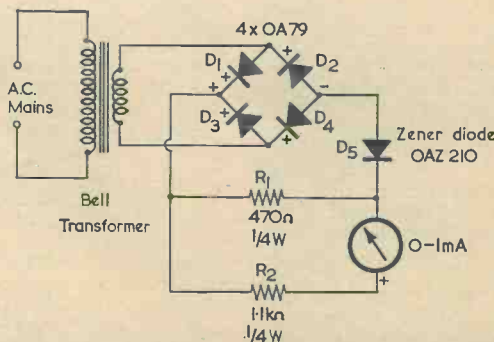 4 x OA79
D1
D2
+
+
+
+
-
A.C.
Mains
D3
D4
+
+
D5
Zener diode
OAZ 210
Bell
Transformer
R1
470Ω
1/4W
0-1mA
+
R2
1·1kΩ
1/4W